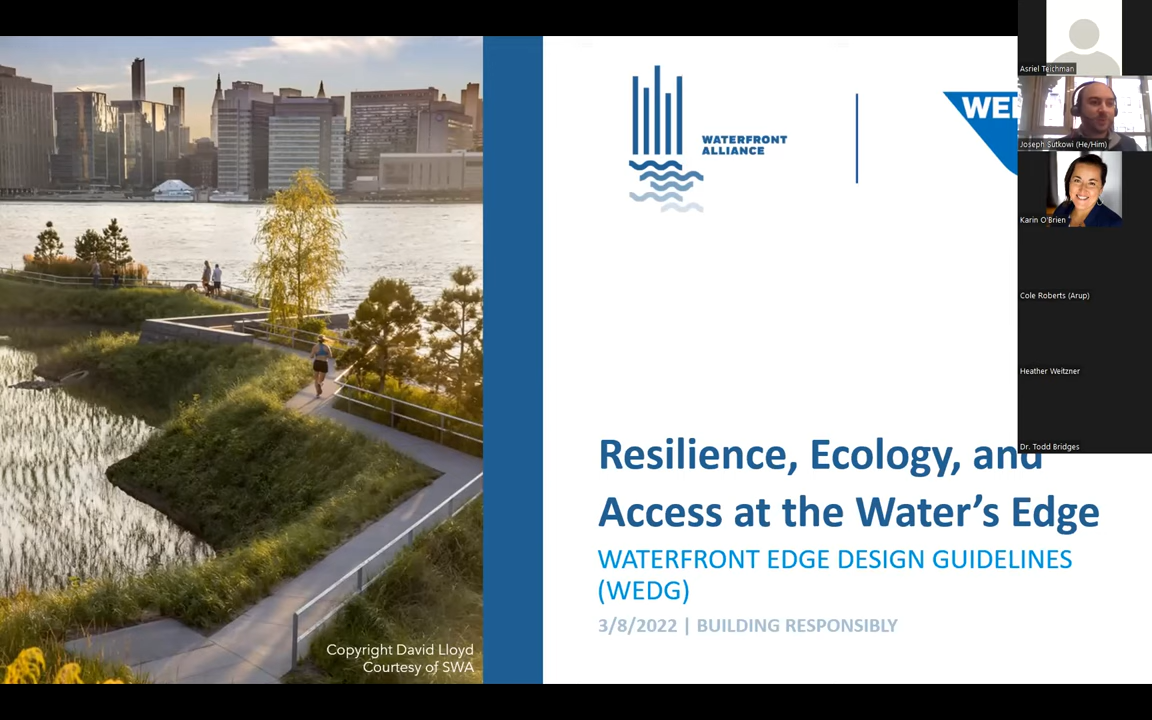 WATERFRONT
ALLIANCE
Resilience, Ecology, and
Access at the Water's Edge
WATERFRONT EDGE DESIGN GUIDELINES
(WEDG)
3/8/2022 | BUILDING RESPONSIBLY
Copyright David Lloyd
Courtesy of SWA
Asriel Teichman
Joseph Sutkowi (He/Him)
Karin O'Brien
Cole Roberts (Arup)
Heather Weitzner
Dr. Todd Bridges